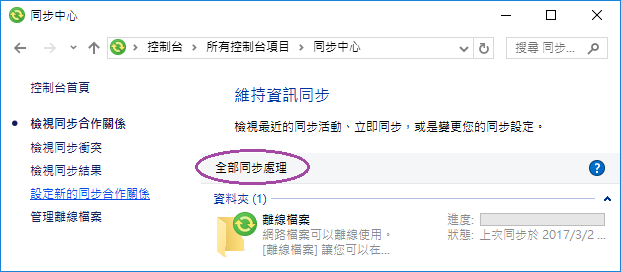 同步中心
控制台 › 所有控制台項目 › 同步中心
搜尋 同步...
控制台首頁
檢視同步合作關係
檢視同步衝突
檢視同步結果
設定新的同步合作關係
管理離線檔案
維持資訊同步
檢視最近的同步活動、立即同步，或是變更您的同步設定。
全部同步處理
?
資料夾 (1)
離線檔案
網路檔案可以離線使用。
[離線檔案] 讓您可以在...
進度:
狀態: 上次同步於 2017/3/2 ...